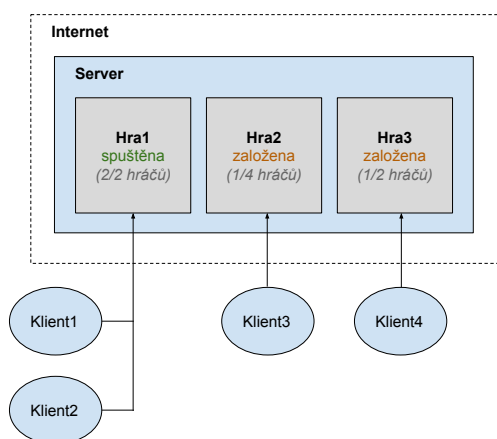 Internet
Server
Hra1
spuštěna
(2/2 hráčů)
Hra2
založena
(1/4 hráčů)
Hra3
založena
(1/2 hráčů)
Klient1
Klient3
Klient4
Klient2